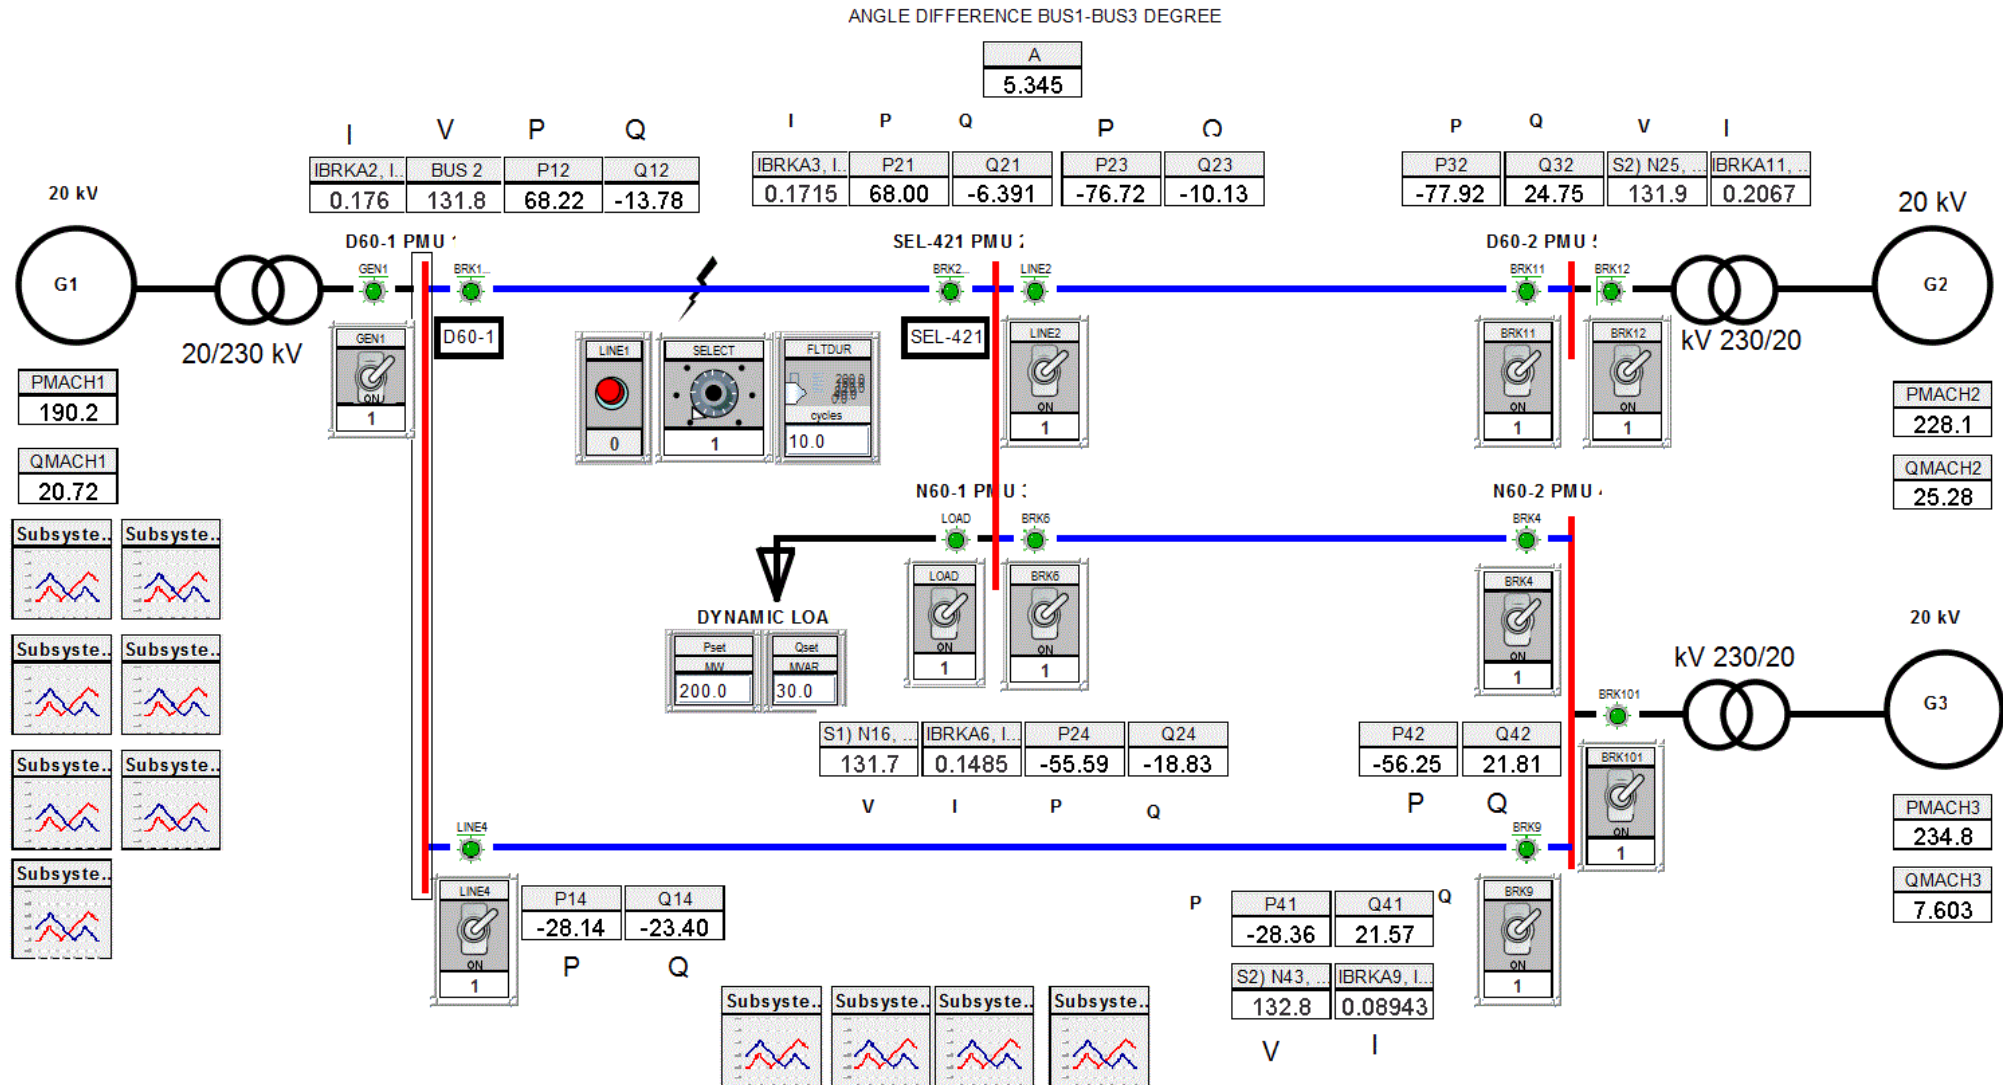 ANGLE DIFFERENCE BUS1-BUS3 DEGREE
A
5.345
I V P Q
I P Q P Q
P Q V I
IBRKA2, I.. BUS 2 P12 Q12
0.176 131.8 68.22 -13.78
IBRKA3, I.. P21 Q21 P23 Q23
0.1715 68.00 -6.391 -76.72 -10.13
P32 Q32 S2) N25, ... IBRKA11, ..
-77.92 24.75 131.9 0.2067
20 kV
G1
20/230 kV
D60-1 PMU
GEN1
BRK1...
D60-1
GEN1
ON
1
SEL-421 PMU
BRK2...
LINE2
SEL-421
LINE1
0
SELECT
1
FLTDUR
cycles
10.0
LINE2
ON
1
D60-2 PMU
BRK11
BRK12
BRK11
ON
1
BRK12
ON
1
20 kV
G2
kV 230/20
PMACH1
190.2
QMACH1
20.72
PMACH2
228.1
QMACH2
25.28
N60-1 PMU
LOAD
BRK6
N60-2 PMU
BRK4
Subsyste.. Subsyste..
Subsyste.. Subsyste..
Subsyste.. Subsyste..
Subsyste..
DYNAMIC LOA
Pset
MW
200.0
Qset
MVAR
30.0
LOAD
ON
1
BRK6
ON
1
BRK4
ON
1
20 kV
kV 230/20
G3
BRK101
BRK101
ON
1
S1) N16, ... IBRKA6, I... P24 Q24
131.7 0.1485 -55.59 -18.83
V I P Q
P42 Q42
-56.25 21.81
P Q
PMACH3
234.8
QMACH3
7.603
LINE4
BRK9
LINE4
ON
1
P14 Q14
-28.14 -23.40
P Q
P P41 Q41 Q
-28.36 21.57
S2) N43, ... IBRKA9, I...
132.8 0.08943
V I
BRK9
ON
1
Subsyste.. Subsyste.. Subsyste.. Subsyste..